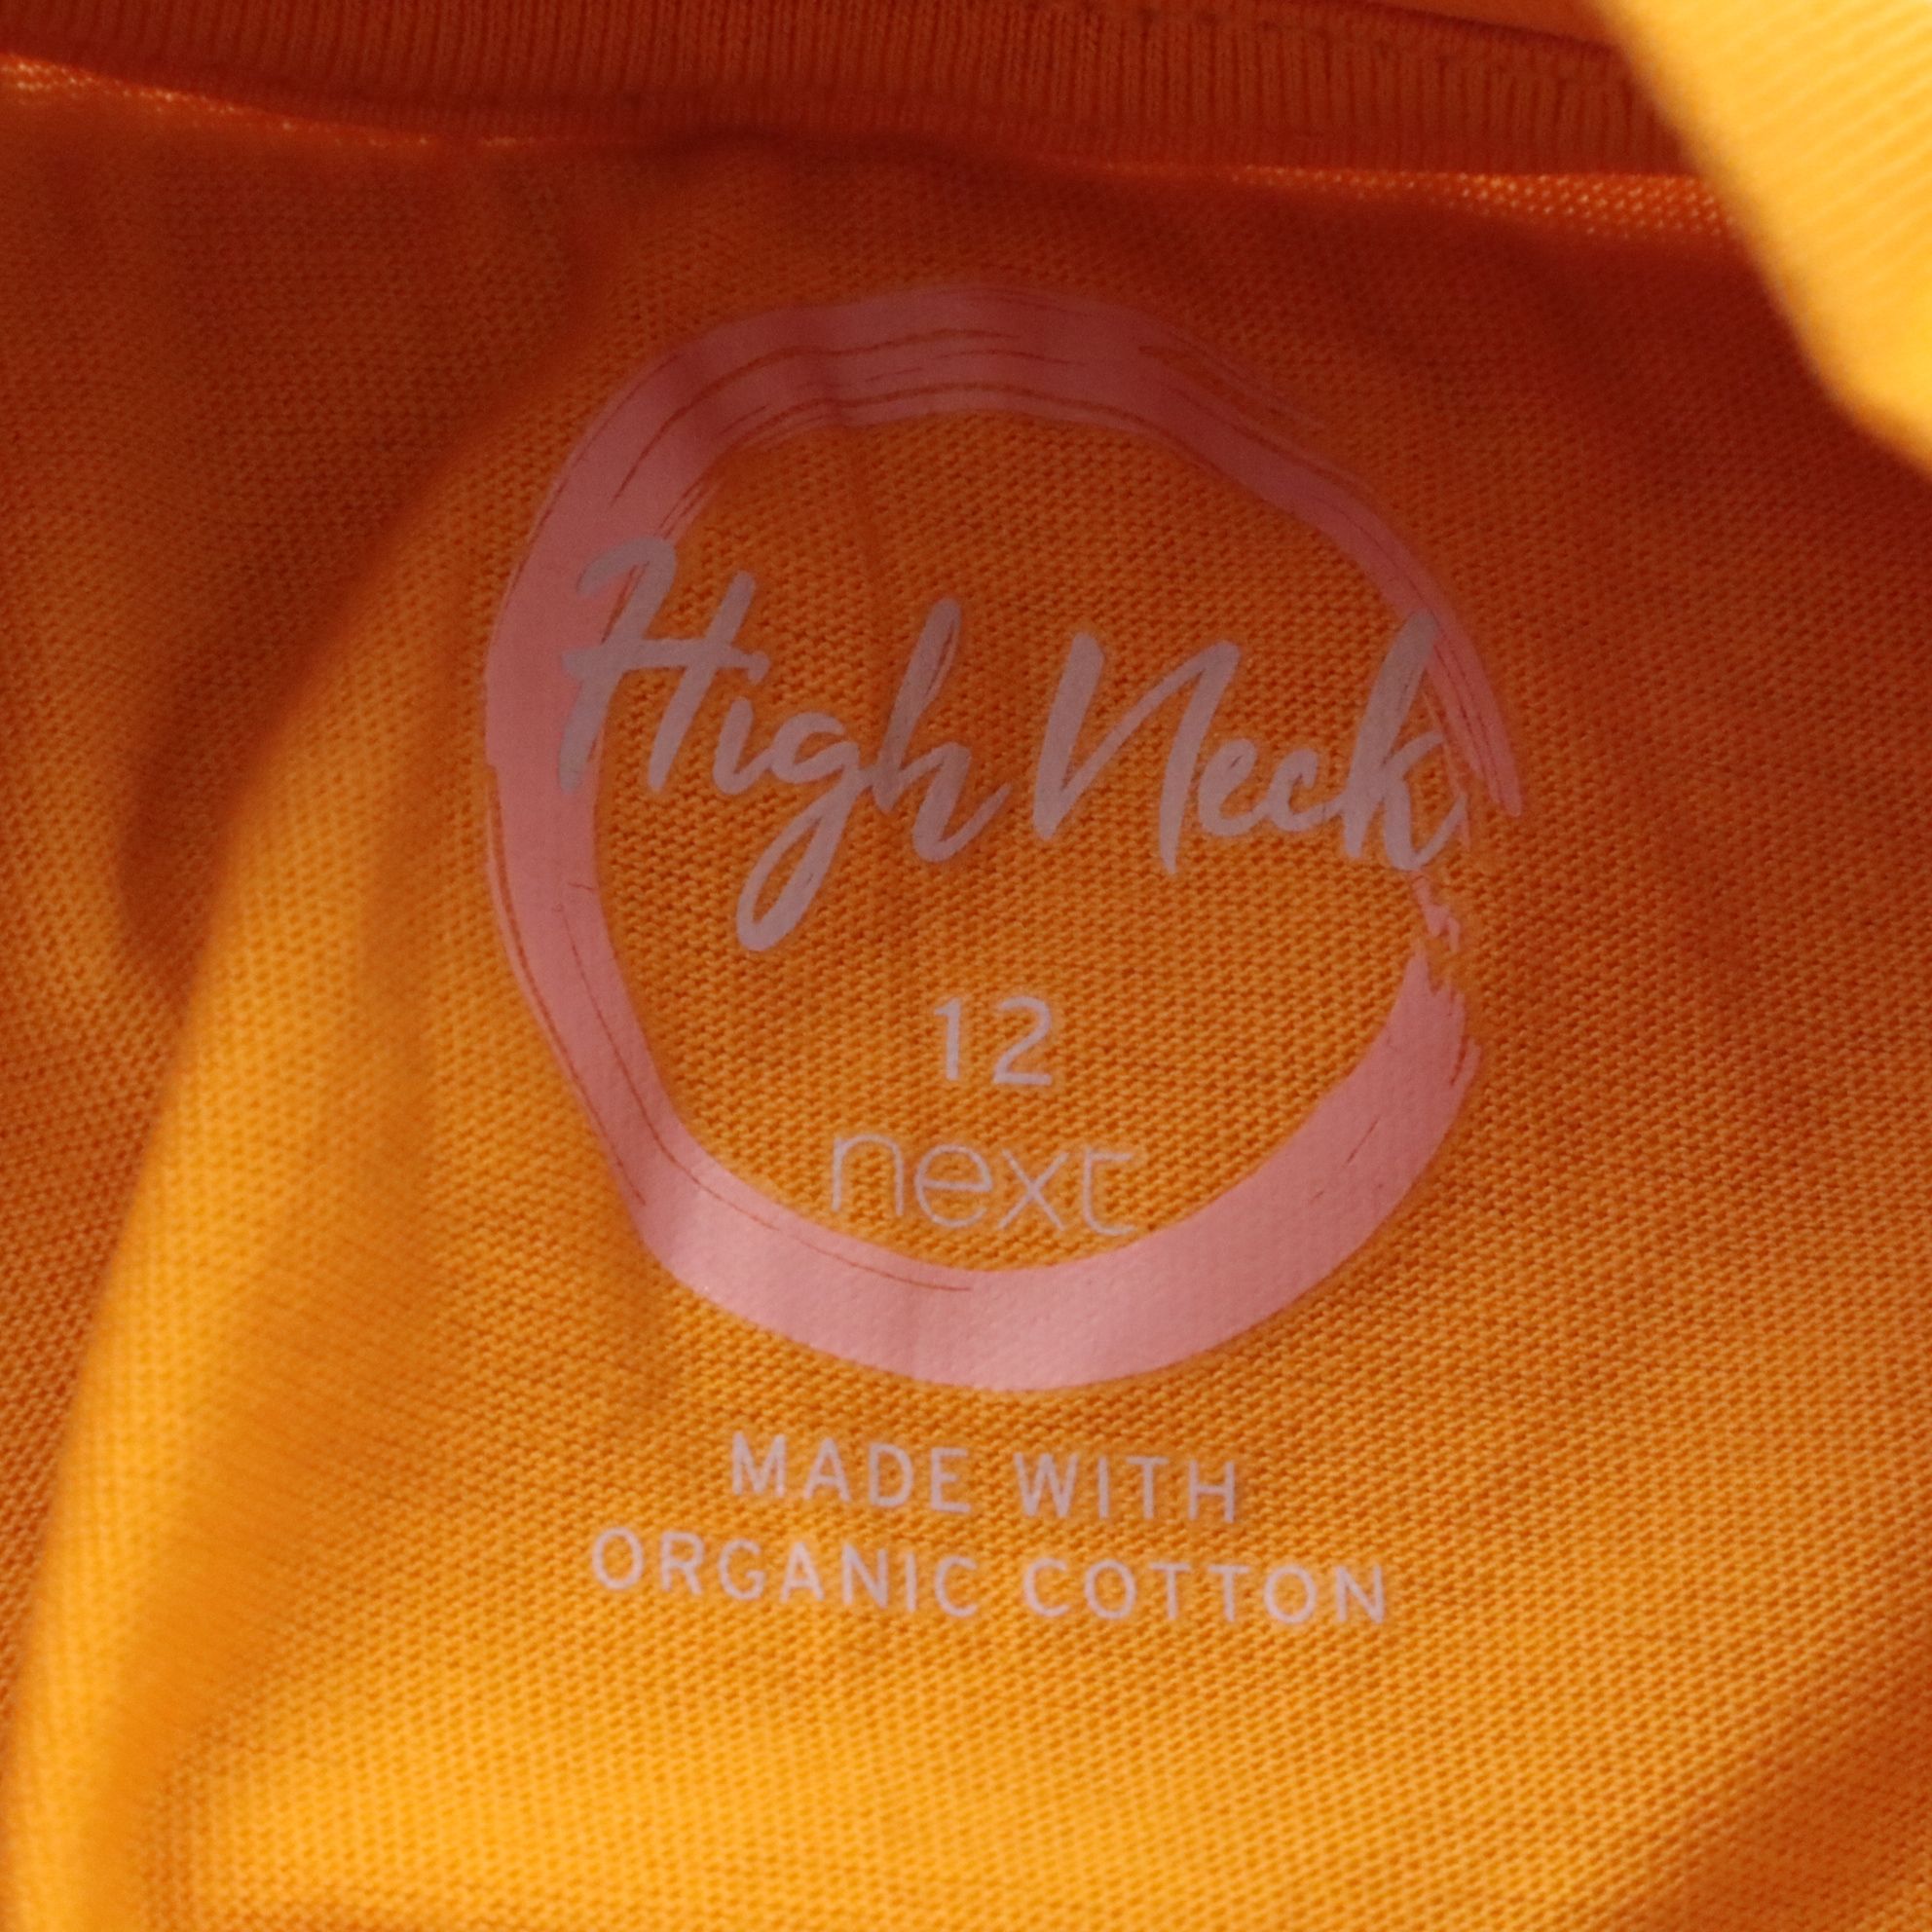 High Neck
12
next
MADE WITH
ORGANIC COTTON